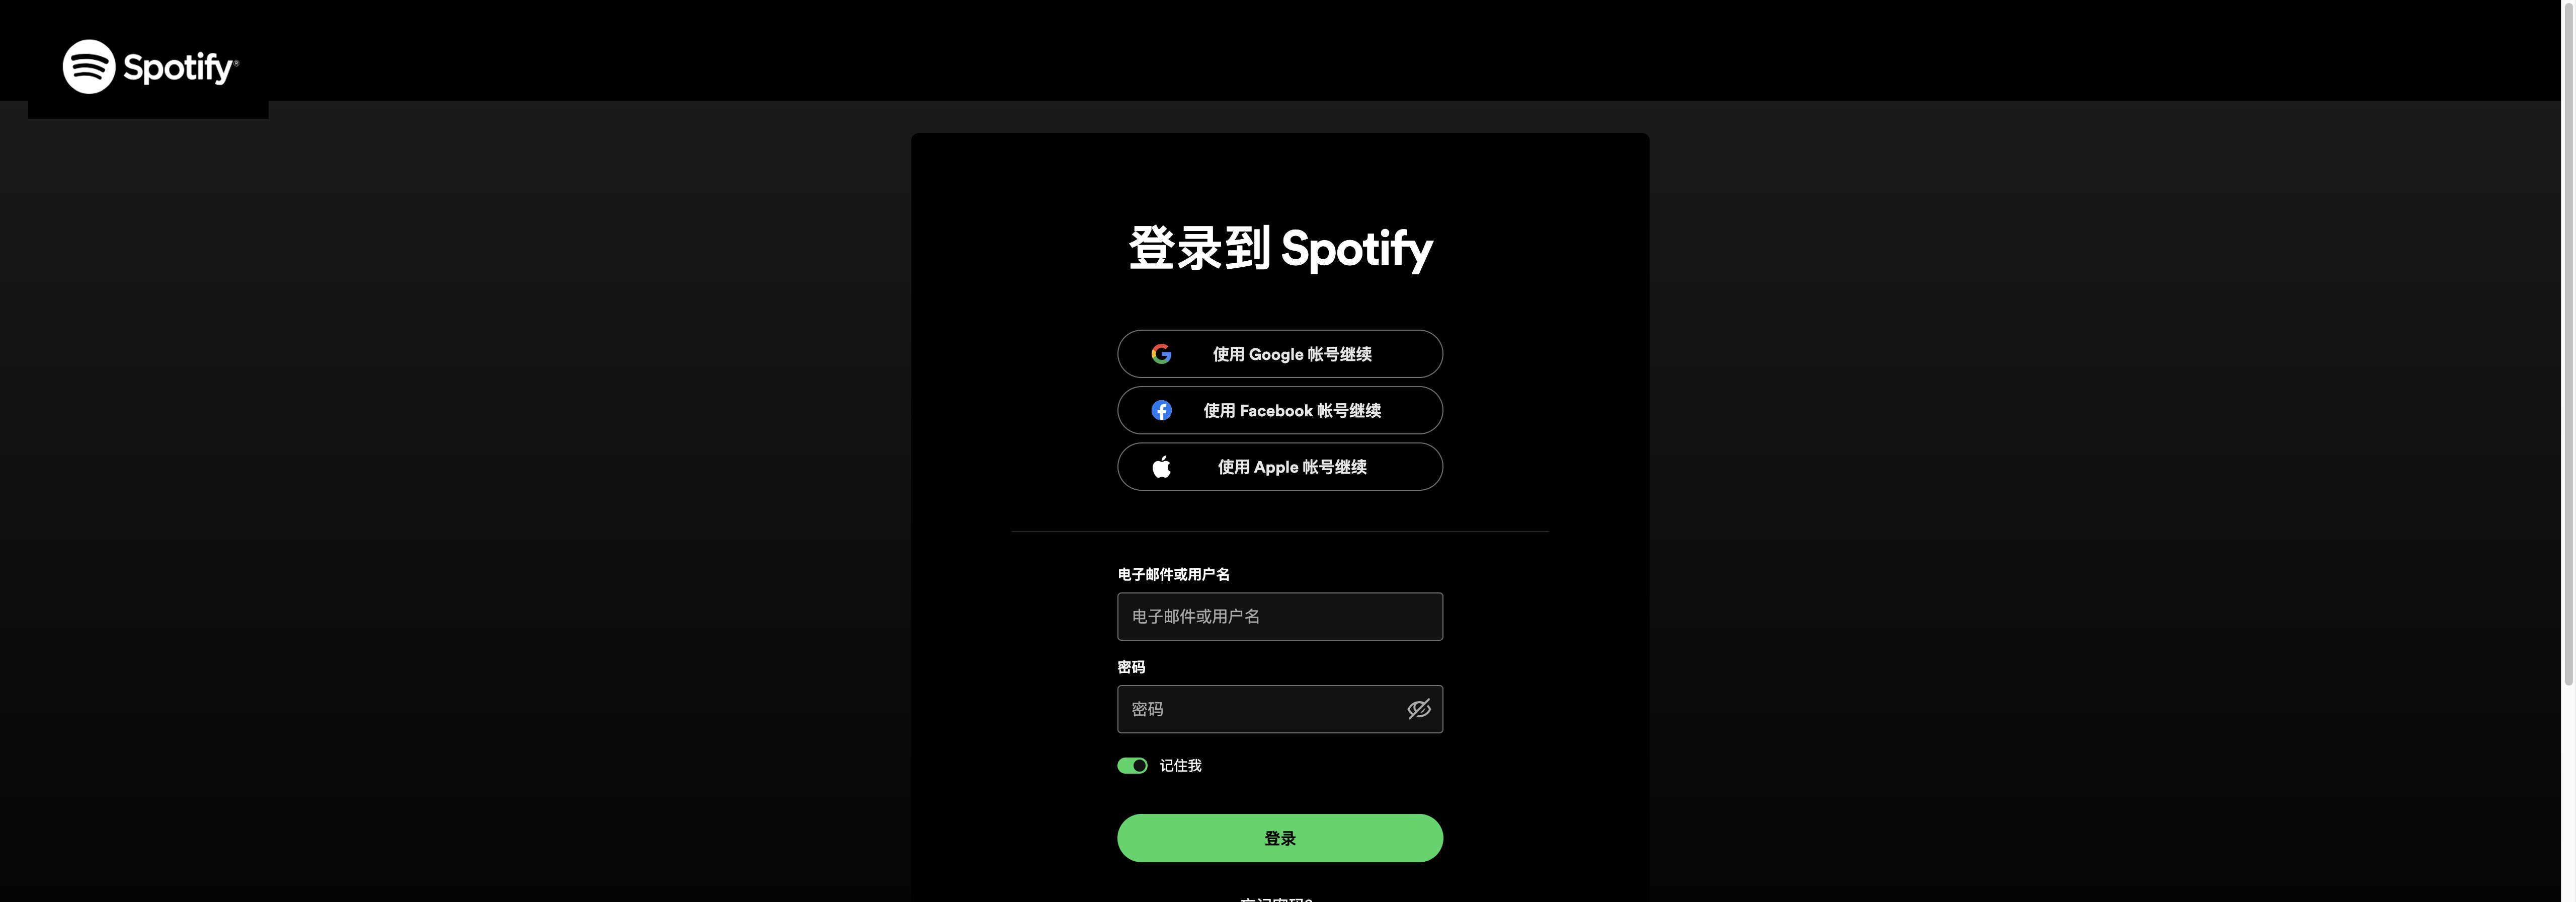 Spotify®
登录到 Spotify
使用 Google 帐号继续
使用 Facebook 帐号继续
使用 Apple 帐号继续
电子邮件或用户名
电子邮件或用户名
密码
密码
记住我
登录